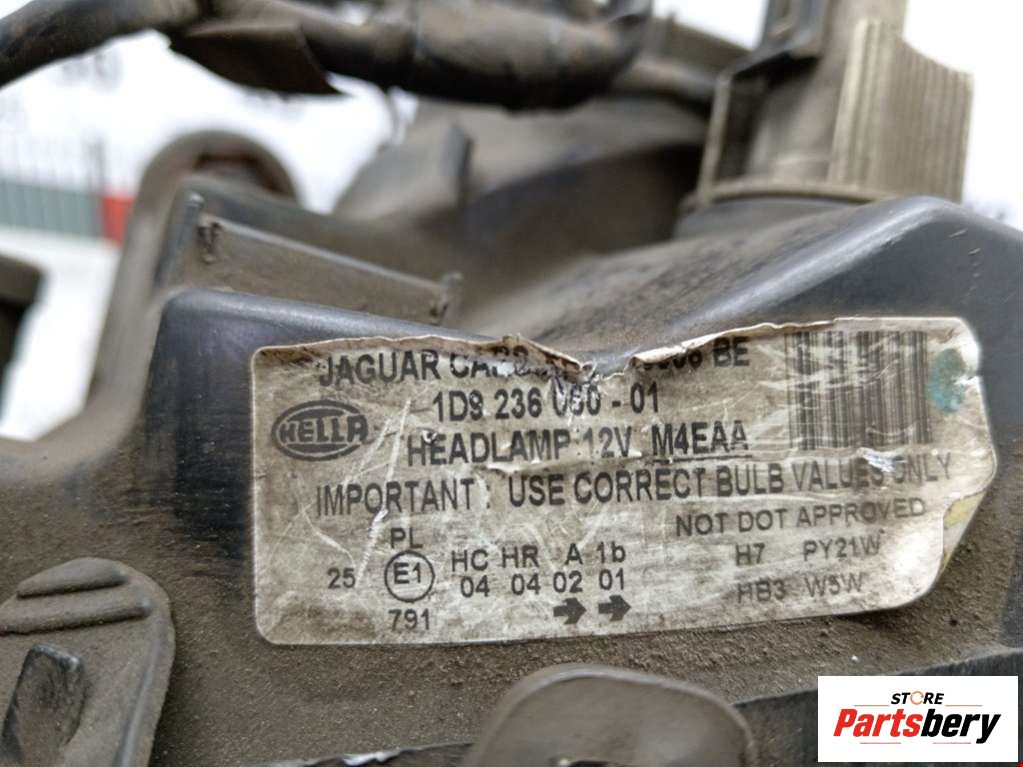 JAGUAR BE
1D9 236 -01
HELLA
HEADLAMP 12V M4EAA
IMPORTANT : USE CORRECT BULB VALUES ONLY
NOT DOT APPROVED
PL
25 E1 HC HR A 1b H7 PY21W
04 04 02 01 HB3 W5W
791
STORE
Partsbery